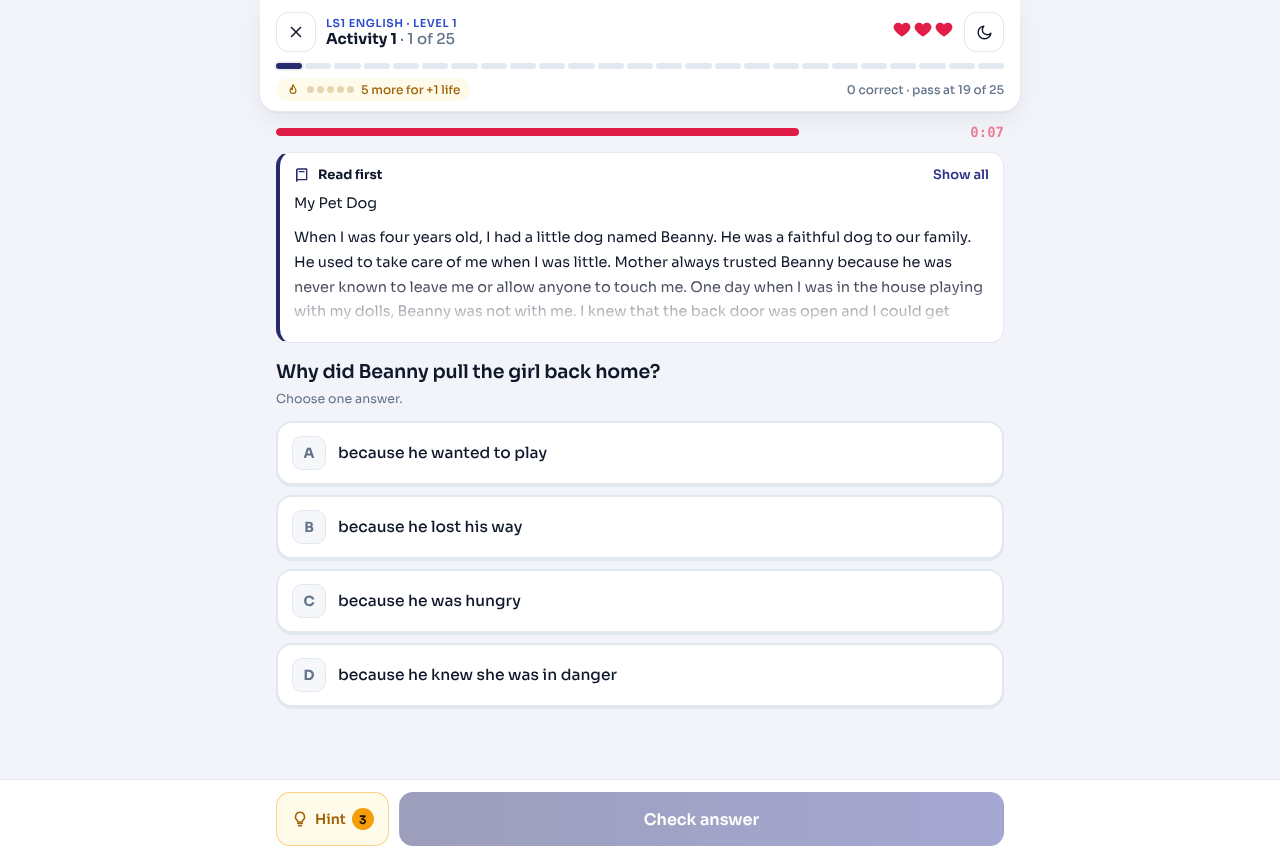 LS1 ENGLISH · LEVEL 1
Activity 1 · 1 of 25
5 more for +1 life
0 correct · pass at 19 of 25
0:07
Read first
Show all
My Pet Dog
When I was four years old, I had a little dog named Beanny. He was a faithful dog to our family.
He used to take care of me when I was little. Mother always trusted Beanny because he was
never known to leave me or allow anyone to touch me. One day when I was in the house playing
with my dolls, Beanny was not with me. I knew that the back door was open and I could get
Why did Beanny pull the girl back home?
Choose one answer.
A because he wanted to play
B because he lost his way
C because he was hungry
D because he knew she was in danger
Hint 3
Check answer